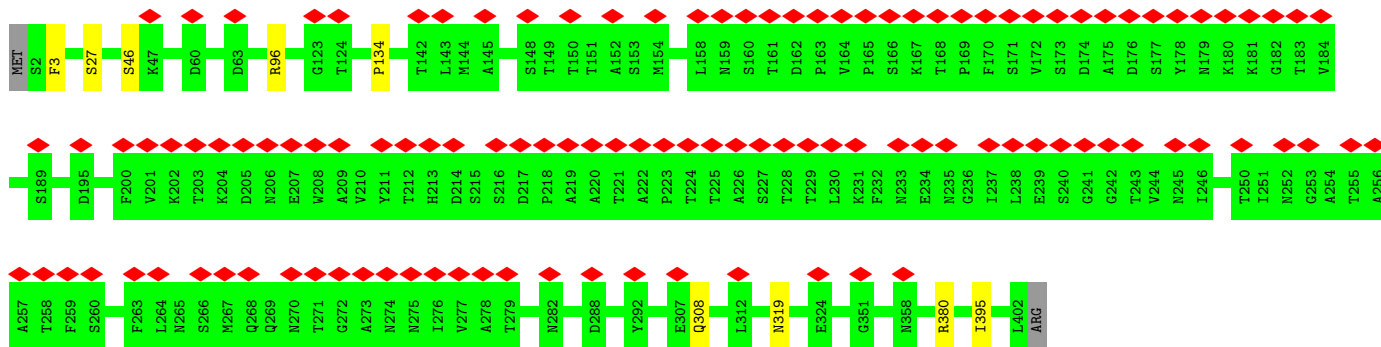 MET S2 F3 S27 S46 K47 D60 D63 R96 G123 T124 P134 T142 L143 M144 A145 S148 T149 T150 T151 A152 S153 M154 L158 N159 S160 T161 D162 P163 V164 P165 S166 K167 T168 P169 F170 S171 V172 S173 D174 A175 D176 S177 Y178 N179 K180 K181 G182 T183 V184
S189 D195 F200 V201 K202 T203 K204 D205 N206 E207 W208 A209 V210 Y211 T212 H213 D214 S215 S216 D217 P218 A219 A220 T221 A222 P223 T224 T225 A226 S227 T228 T229 L230 K231 F232 N233 E234 N235 G236 I237 L238 E239 S240 G241 G242 T243 V244 N245 I246 T250 I251 N252 G253 A254 T255 A256
A257 T258 F259 S260 F263 L264 N265 S266 M267 Q268 Q269 N270 T271 G272 A273 N274 N275 I276 V277 A278 T279 N282 D288 Y292 E307 Q308 L312 N319 E324 G351 N358 R380 I395 L402 ARG